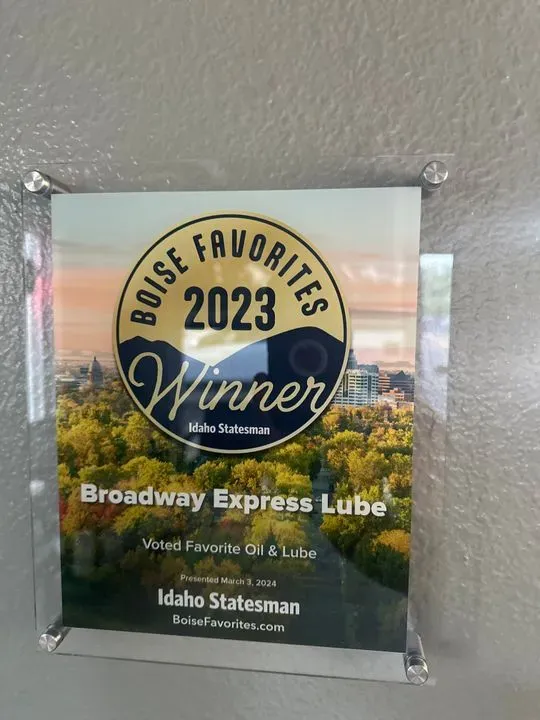 BOISE FAVORITES
2023
Winner
Idaho Statesman
Broadway Express Lube
Voted Favorite Oil & Lube
Presented March 3, 2024
Idaho Statesman
BoiseFavorites.com